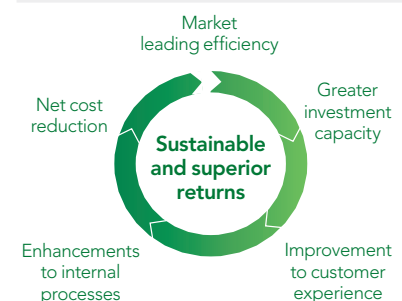 Market
leading efficiency
Greater
investment
capacity
Improvement
to customer
experience
Enhancements
to internal
processes
Net cost
reduction
Sustainable
and superior
returns